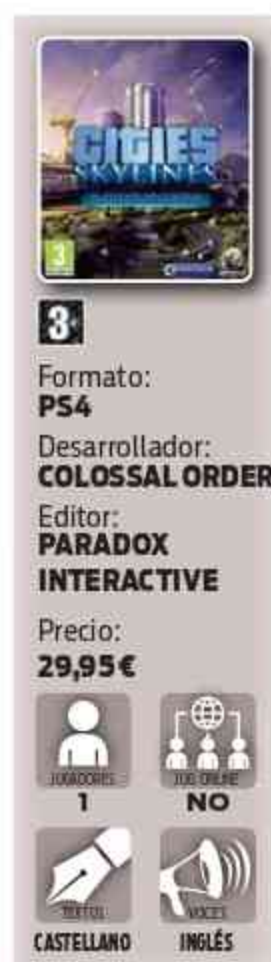 CITIES
SKYLINES
3
3
Formato:
PS4
Desarrollador:
COLOSSAL ORDER
Editor:
PARADOX
INTERACTIVE
Precio:
29,95€
JUGADORES
1
JUG. ONLINE
NO
TEXTOS
CASTELLANO
VOCES
INGLÉS